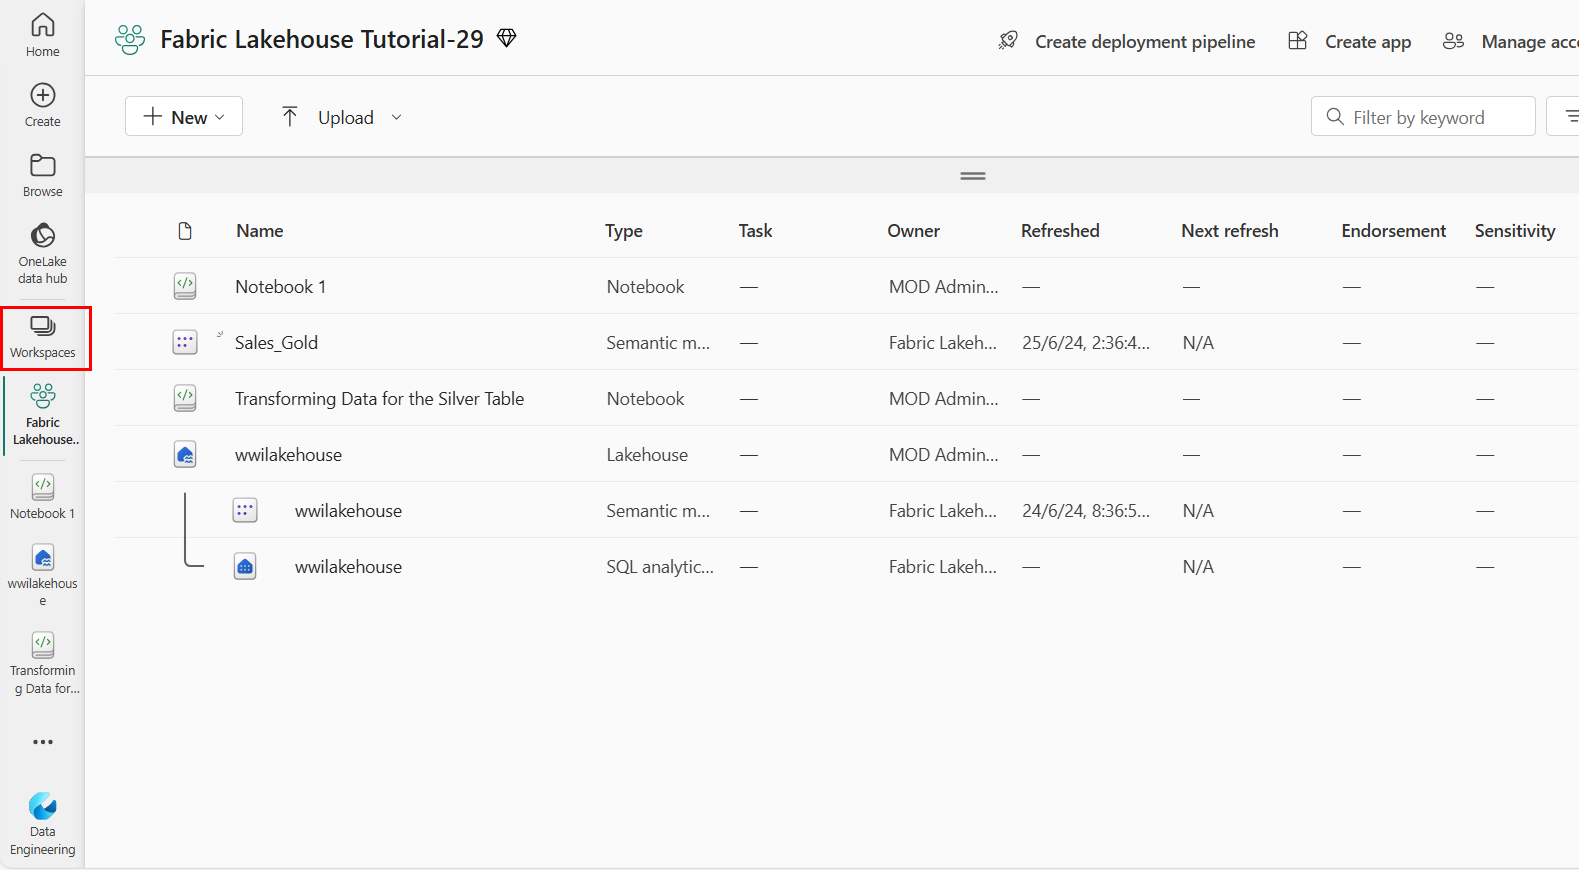 Home
Create
Browse
OneLake
data hub
Workspaces
Fabric
Lakehouse..
Notebook 1
wwilakehous
e
Transformin
g Data for...
Data
Engineering
Fabric Lakehouse Tutorial-29
Create deployment pipeline Create app Manage acc
New Upload Filter by keyword
Name Type Task Owner Refreshed Next refresh Endorsement Sensitivity
Notebook 1 Notebook — MOD Admin... — — — —
Sales_Gold Semantic m... — Fabric Lakeh... 25/6/24, 2:36:4... N/A — —
Transforming Data for the Silver Table Notebook — MOD Admin... — — — —
wwilakehouse Lakehouse — MOD Admin... — — — —
wwilakehouse Semantic m... — Fabric Lakeh... 24/6/24, 8:36:5... N/A — —
wwilakehouse SQL analytic... — Fabric Lakeh... — N/A — —